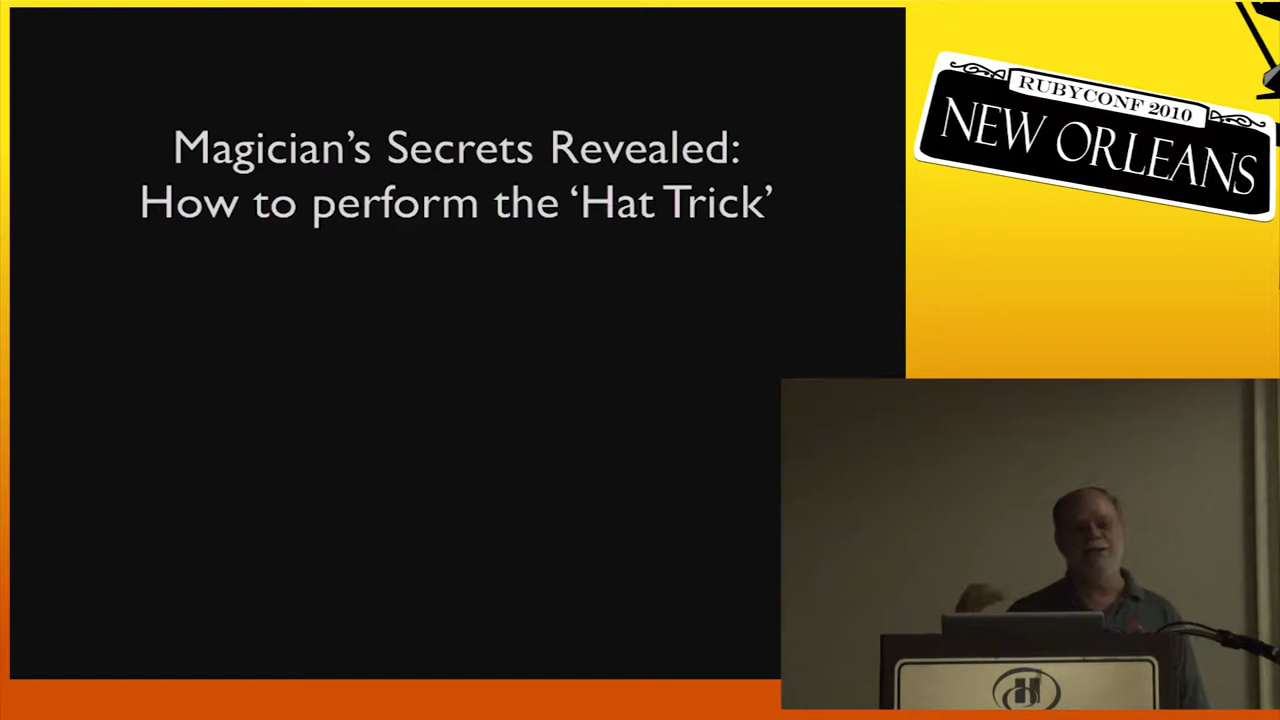 Magician's Secrets Revealed:
How to perform the 'Hat Trick'
RUBYCONF 2010
NEW ORLEANS